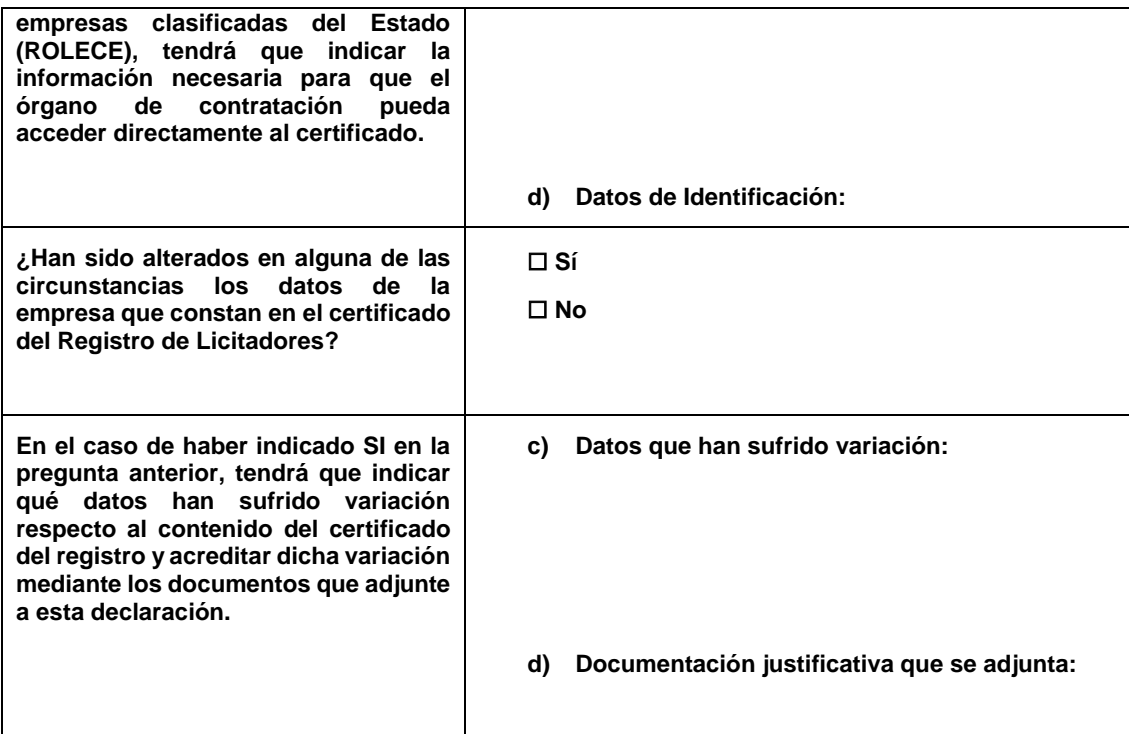 empresas clasificadas del Estado
(ROLECE), tendrá que indicar la
información necesaria para que el
órgano de contratación pueda
acceder directamente al certificado.
d) Datos de Identificación:
¿Han sido alterados en alguna de las
circunstancias los datos de la
empresa que constan en el certificado
del Registro de Licitadores?
☐ Sí
☐ No
En el caso de haber indicado SI en la
pregunta anterior, tendrá que indicar
qué datos han sufrido variación
respecto al contenido del certificado
del registro y acreditar dicha variación
mediante los documentos que adjunte
a esta declaración.
c) Datos que han sufrido variación:
d) Documentación justificativa que se adjunta: